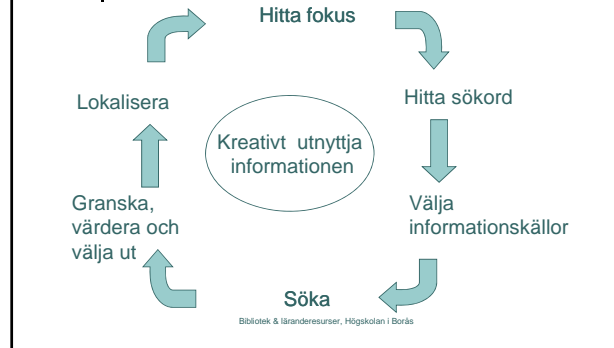 Hitta fokus
Hitta sökord
Välja
informationskällor
Söka
Granska,
värdera och
välja ut
Lokalisera
Kreativt utnyttja
informationen
Bibliotek & läranderesurser, Högskolan i Borås